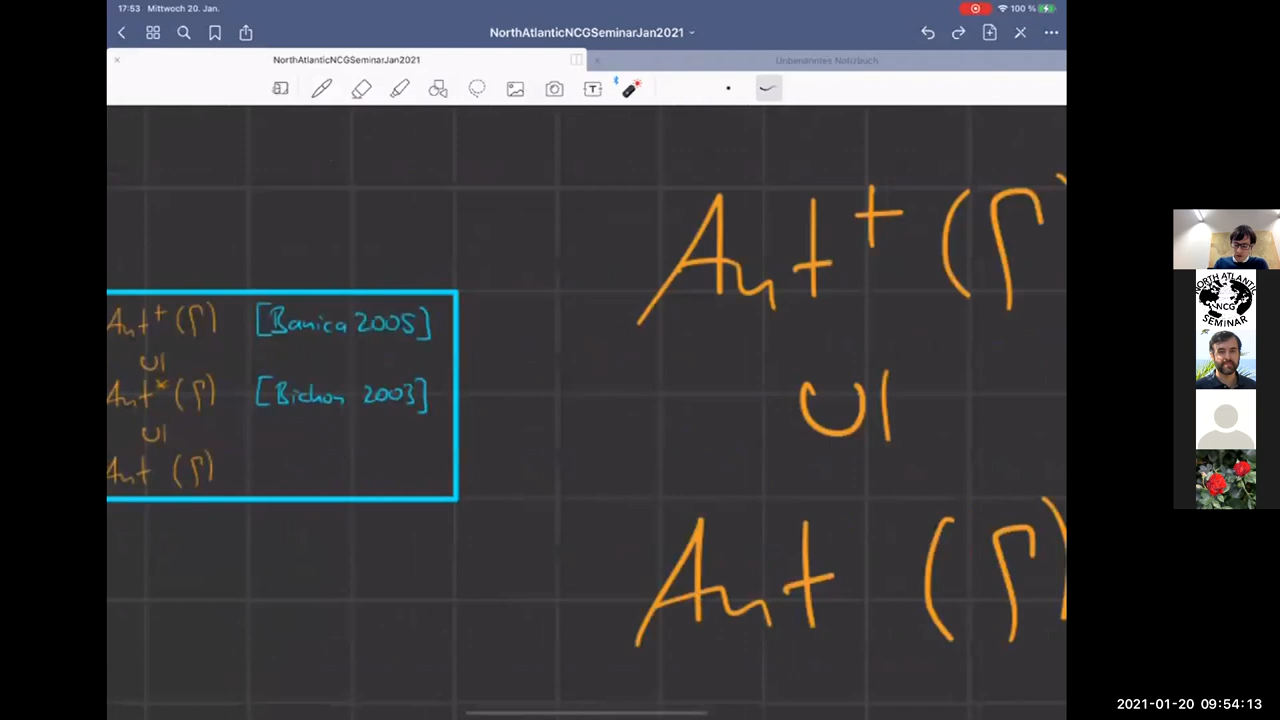 17:53 Mittwoch 20. Jan.
100 %
NorthAtlanticNCGSeminarJan2021
NorthAtlanticNCGSeminarJan2021
Unbenanntes Notizbuch
T
Aut+ (Γ) [Banica 2005]
∪|
Aut* (Γ) [Bichon 2003]
∪|
Aut (Γ)
Aut+ (Γ)
∪|
Aut (Γ)
NORTH ATLANTIC
NCG
SEMINAR
2021-01-20 09:54:13